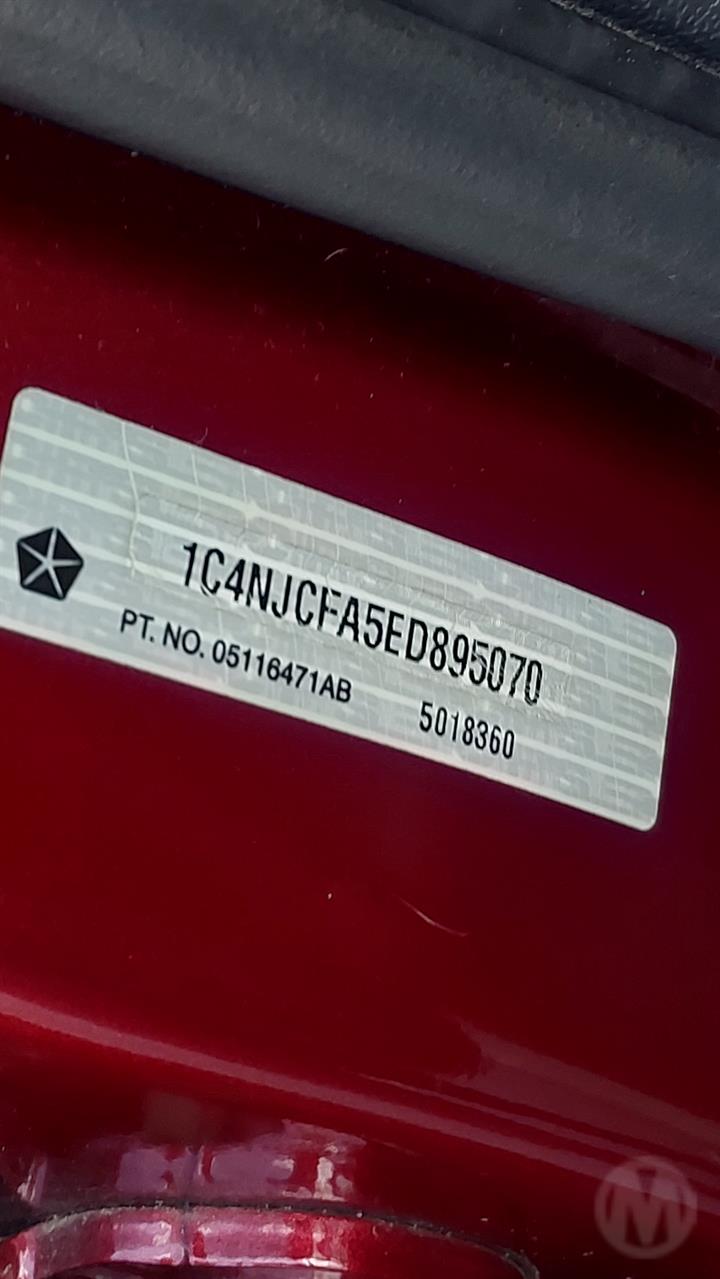 1C4NJCFA5ED895070
PT. NO. 05116471AB 5018360
M